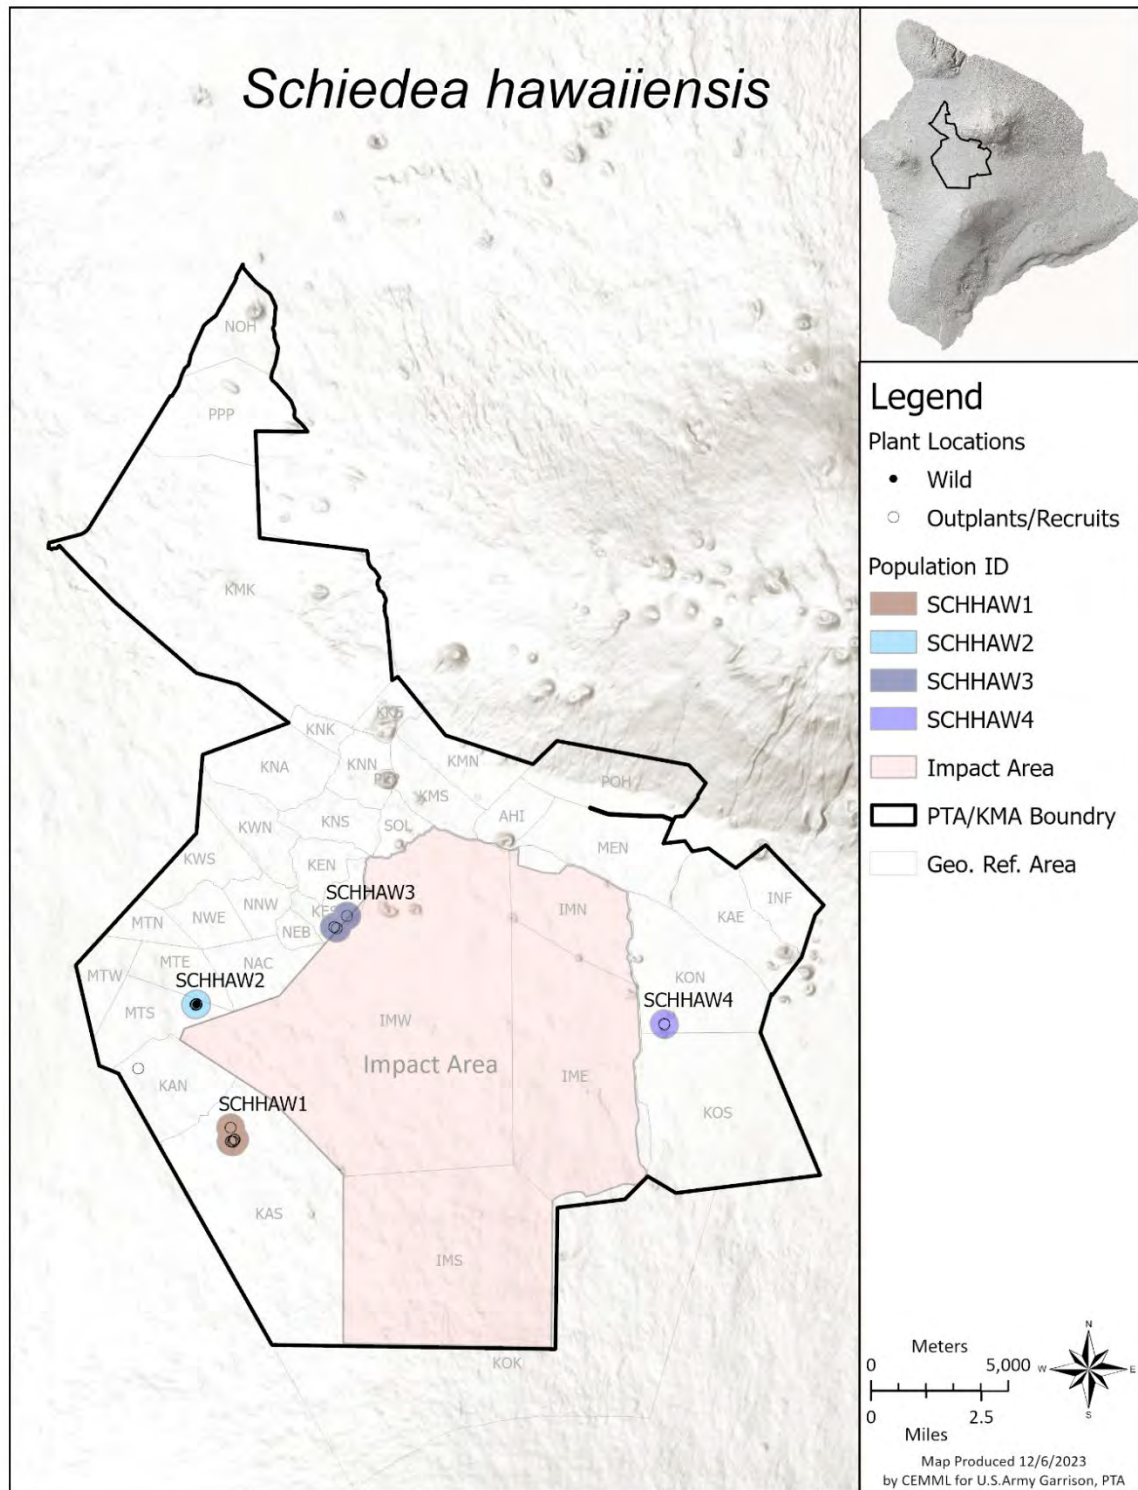 Schiedea hawaiiensis
NOH
PPP
KMK
KNK
KNA
KNN
KMN
POH
KMS
KNS
SOL
AHI
KWN
MEN
KWS
KEN
INF
SCHHAW3
NNW
IMN
KAE
MTN
NWE
NEB
MTE
NAC
MTW
SCHHAW2
KON
SCHHAW4
MTS
IMW
Impact Area
KAN
IME
SCHHAW1
KOS
KAS
IMS
KOK
Legend
Plant Locations
Wild
Outplants/Recruits
Population ID
SCHHAW1
SCHHAW2
SCHHAW3
SCHHAW4
Impact Area
PTA/KMA Boundry
Geo. Ref. Area
N
W E
S
Meters
0 5,000
0 2.5
Miles
Map Produced 12/6/2023
by CEMML for U.S.Army Garrison, PTA